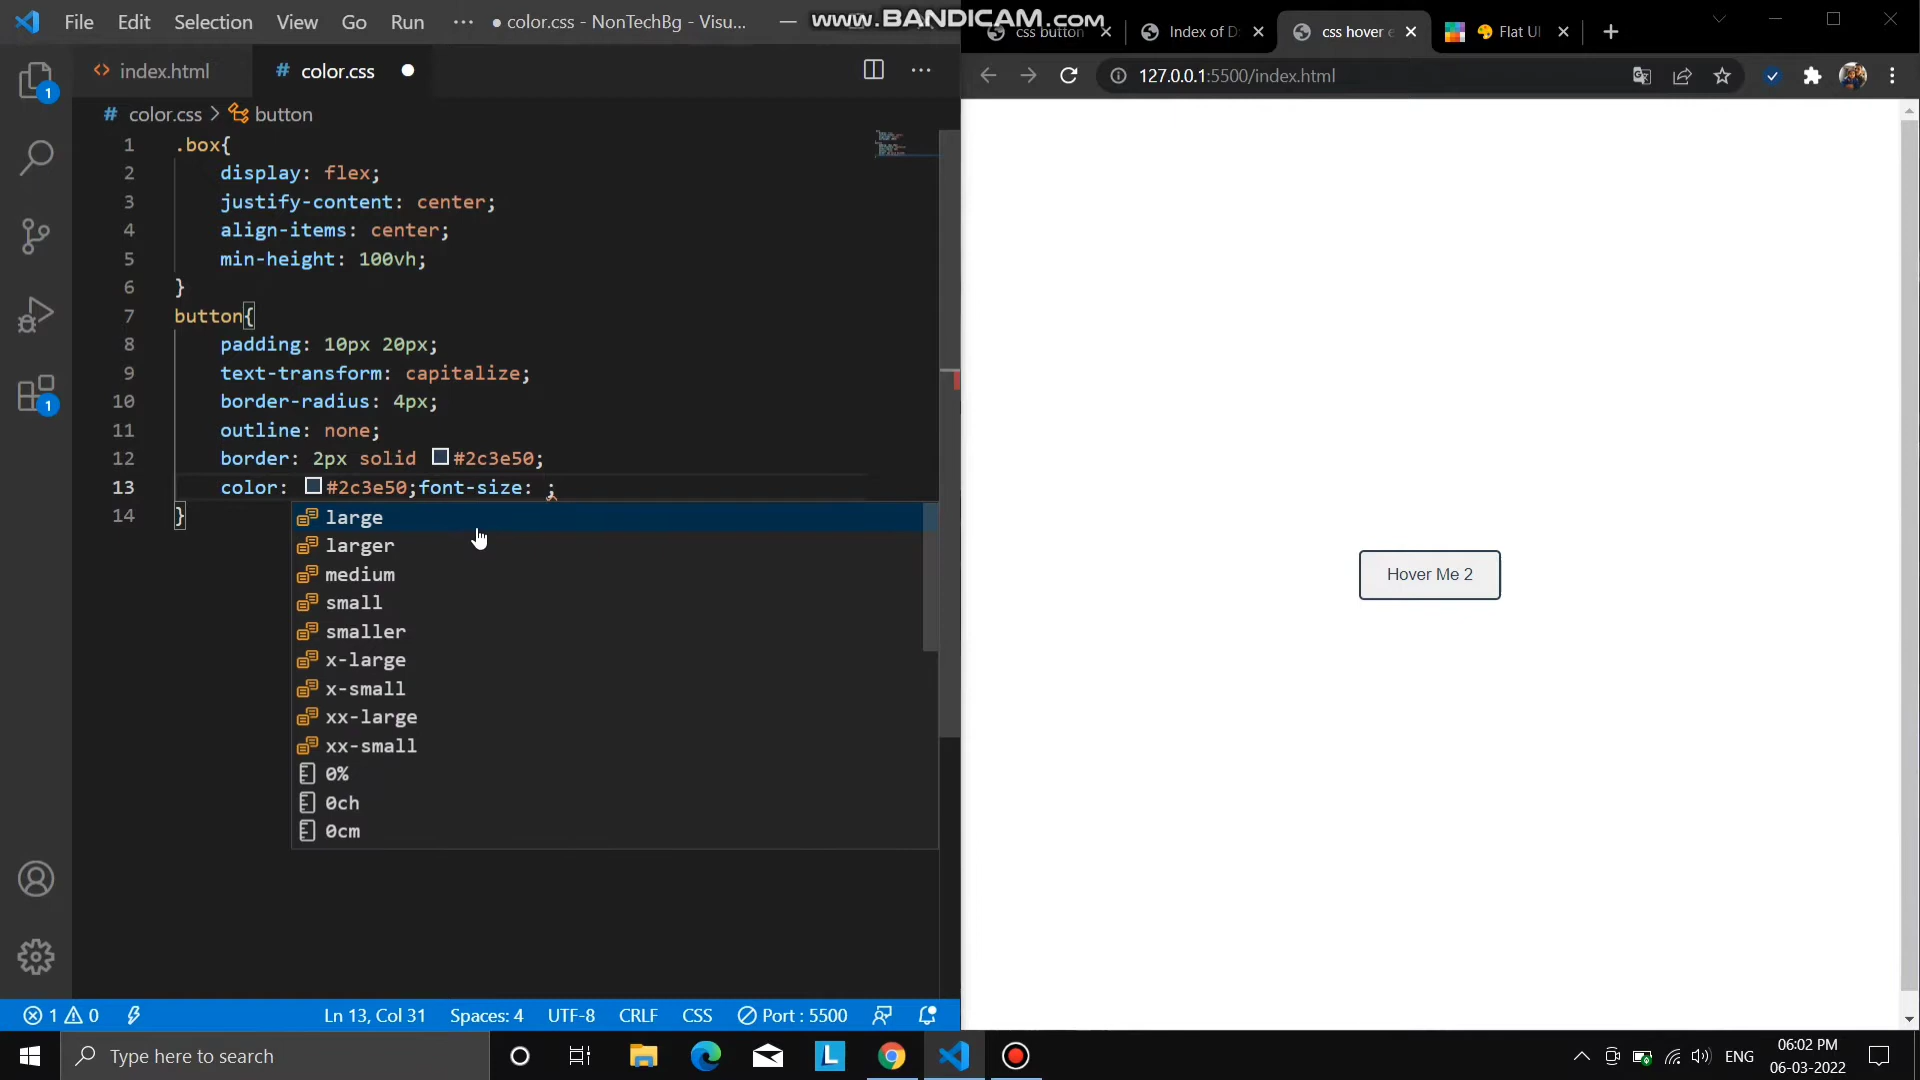 File Edit Selection View Go Run ··· ● color.css - NonTechBg - Visu...
www.BANDICAM.com
css button
Index of D
css hover e
Flat UI
index.html
# color.css ●
127.0.0.1:5500/index.html
# color.css > button
1 .box{
2 display: flex;
3 justify-content: center;
4 align-items: center;
5 min-height: 100vh;
6 }
7 button{
8 padding: 10px 20px;
9 text-transform: capitalize;
10 border-radius: 4px;
11 outline: none;
12 border: 2px solid #2c3e50;
13 color: #2c3e50;font-size: ;
14 }
large
larger
medium
small
smaller
x-large
x-small
xx-large
xx-small
0%
0ch
0cm
1
1
Hover Me 2
1 0 Ln 13, Col 31 Spaces: 4 UTF-8 CRLF CSS Port : 5500
Type here to search
L
ENG
06:02 PM
06-03-2022